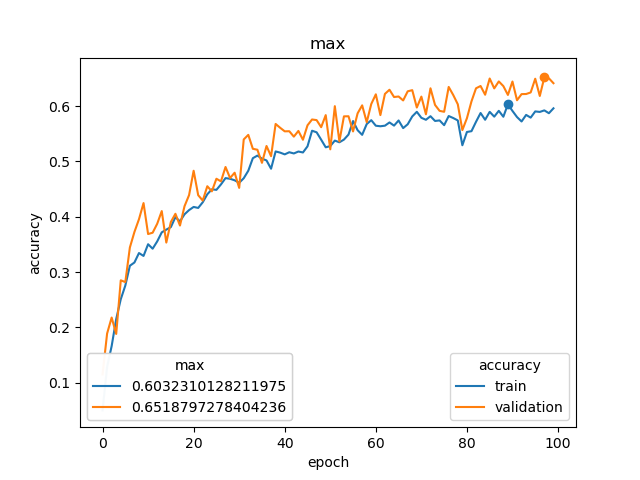 max
accuracy
0.6
0.5
0.4
0.3
0.2
0.1
max
0.6032310128211975
0.6518797278404236
accuracy
train
validation
0 20 40 60 80 100
epoch